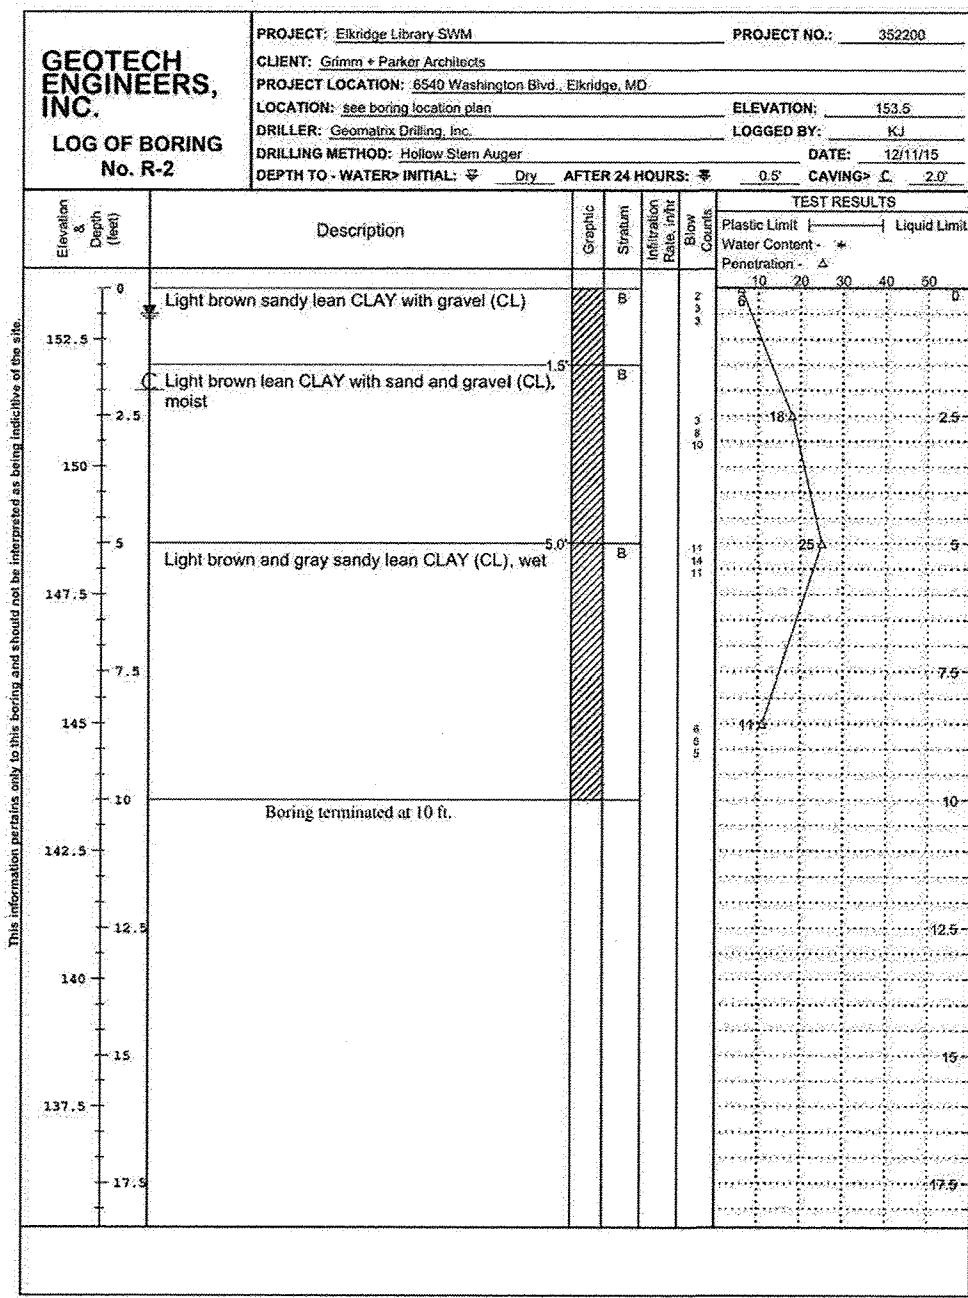 GEOTECH
ENGINEERS,
INC.
LOG OF BORING
No. R-2
PROJECT: Elkridge Library SWM PROJECT NO.: 352200
CLIENT: Grimm + Parker Architects
PROJECT LOCATION: 6540 Washington Blvd., Elkridge, MD
LOCATION: see boring location plan ELEVATION: 153.5
DRILLER: Geomatrix Drilling, Inc. LOGGED BY: KJ
DRILLING METHOD: Hollow Stem Auger DATE: 12/11/15
DEPTH TO - WATER> INITIAL: Dry AFTER 24 HOURS: 0.5' CAVING> C 2.0'
Elevation
&
Depth
(feet)
Description
Graphic
Stratum
Infiltration
Rate, in/hr
Blow
Counts
TEST RESULTS
Plastic Limit Liquid Limit
Water Content -
Penetration -
10 20 30 40 50
0 Light brown sandy lean CLAY with gravel (CL) B 2 6 0
3
3
152.5
1.5' B
C Light brown lean CLAY with sand and gravel (CL),
moist
2.5 3 18 2.5
8
10
150
5 5.0' B 11 25 5
Light brown and gray sandy lean CLAY (CL), wet 14
11
147.5
7.5 7.5
145 6 11
6
5
10 10
Boring terminated at 10 ft.
142.5
12.5 12.5
140
15 15
137.5
17.5 17.5
This information pertains only to this boring and should not be interpreted as being indicitive of the site.